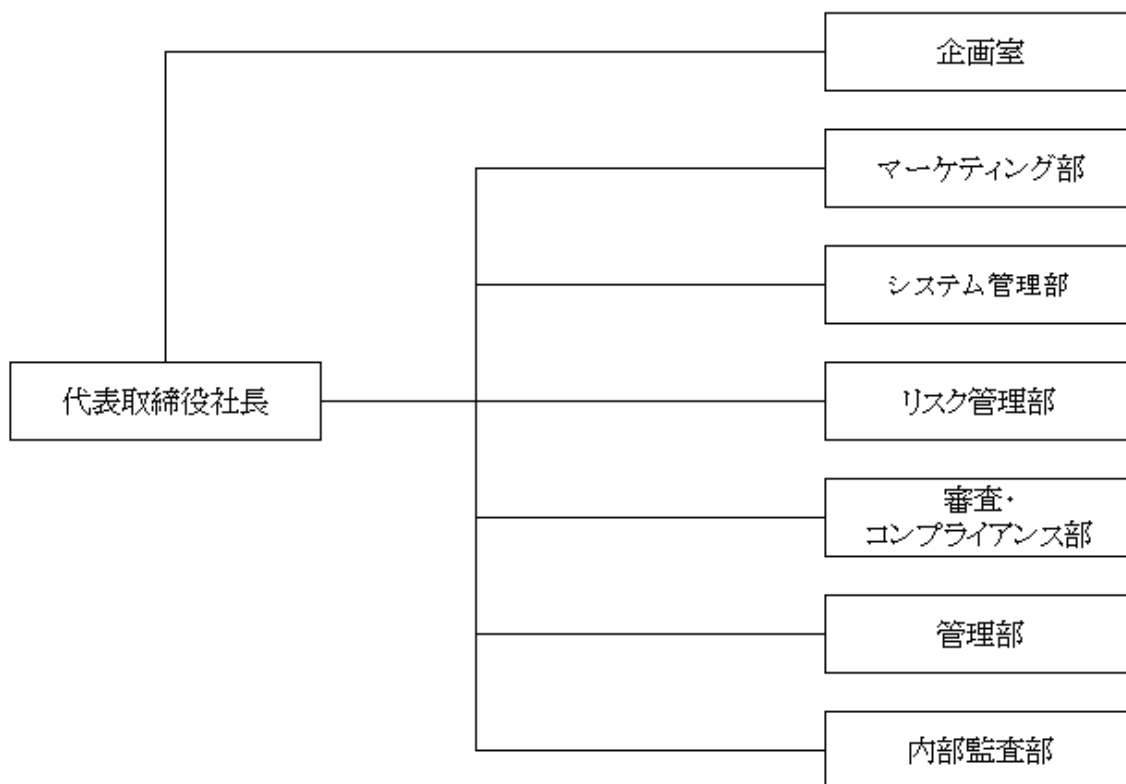 企画室
マーケティング部
システム管理部
代表取締役社長
リスク管理部
審査・
コンプライアンス部
管理部
内部監査部